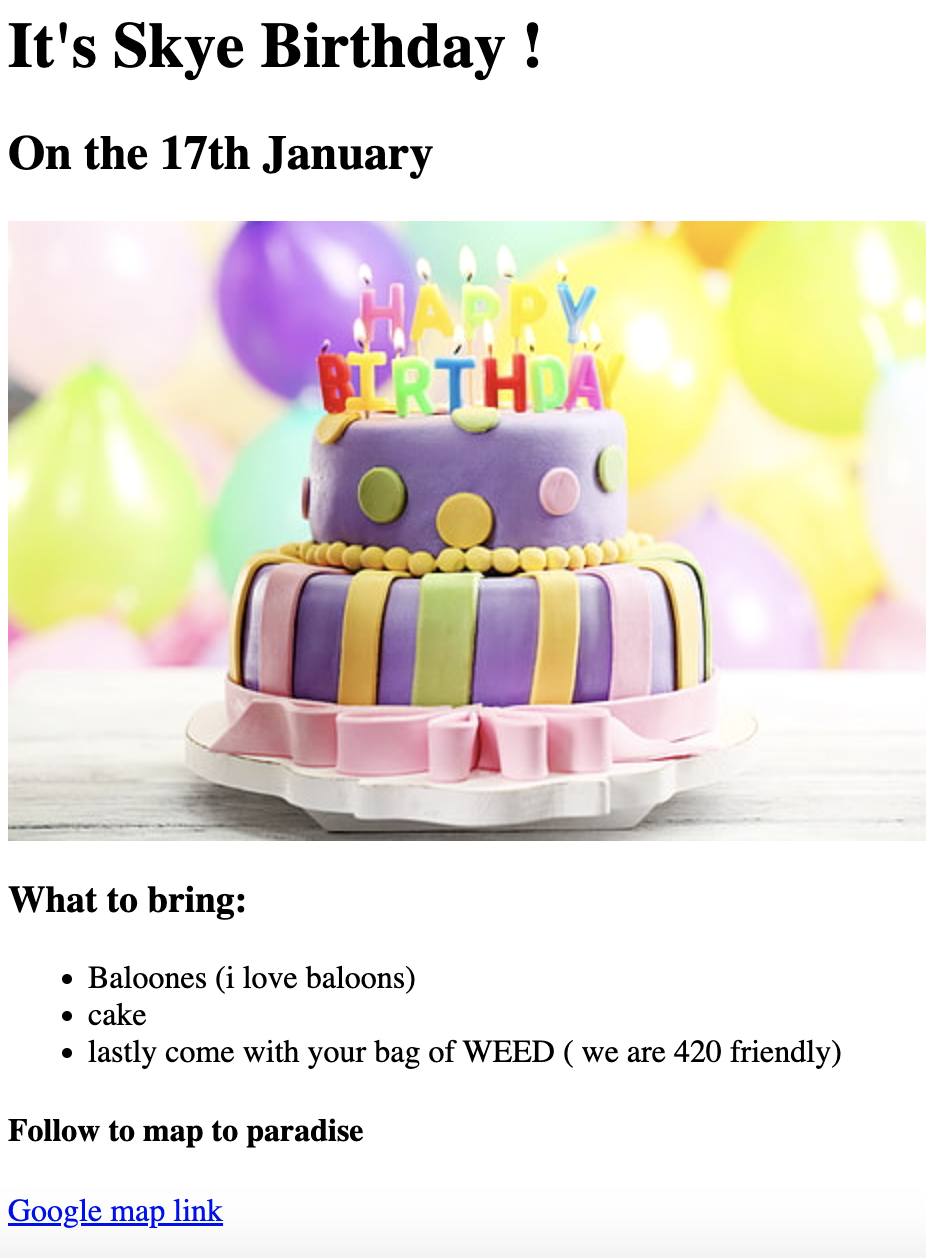 It's Skye Birthday !
On the 17th January
HAPPY
BIRTHDAY
What to bring:
Baloones (i love baloons)
cake
lastly come with your bag of WEED ( we are 420 friendly)
Follow to map to paradise
Google map link